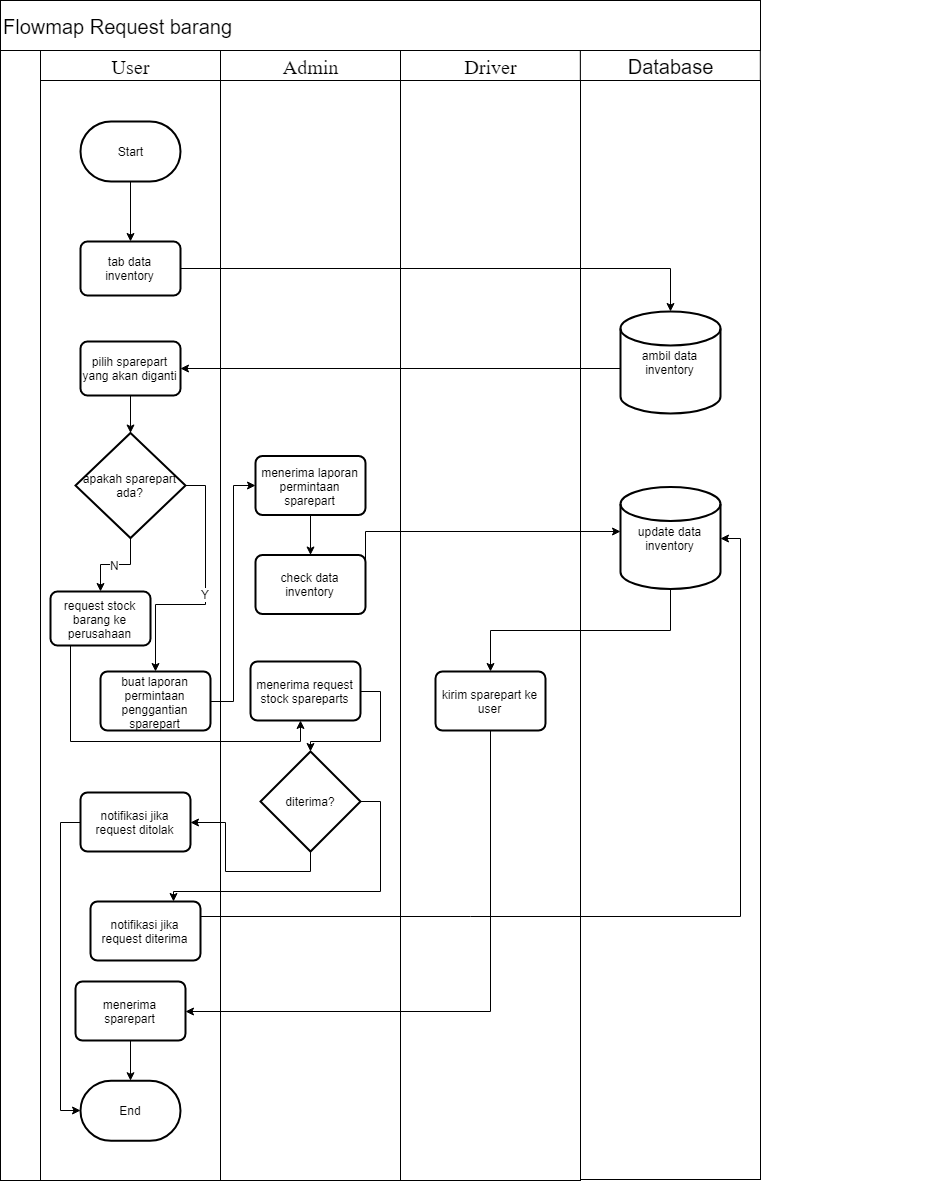 Flowmap Request barang
User
Admin
Driver
Database
Start
tab data
inventory
ambil data
inventory
pilih sparepart
yang akan diganti
apakah sparepart
ada?
menerima laporan
permintaan
sparepart
update data
inventory
check data
inventory
N
Y
request stock
barang ke
perusahaan
buat laporan
permintaan
penggantian
sparepart
menerima request
stock spareparts
kirim sparepart ke
user
diterima?
notifikasi jika
request ditolak
notifikasi jika
request diterima
menerima
sparepart
End